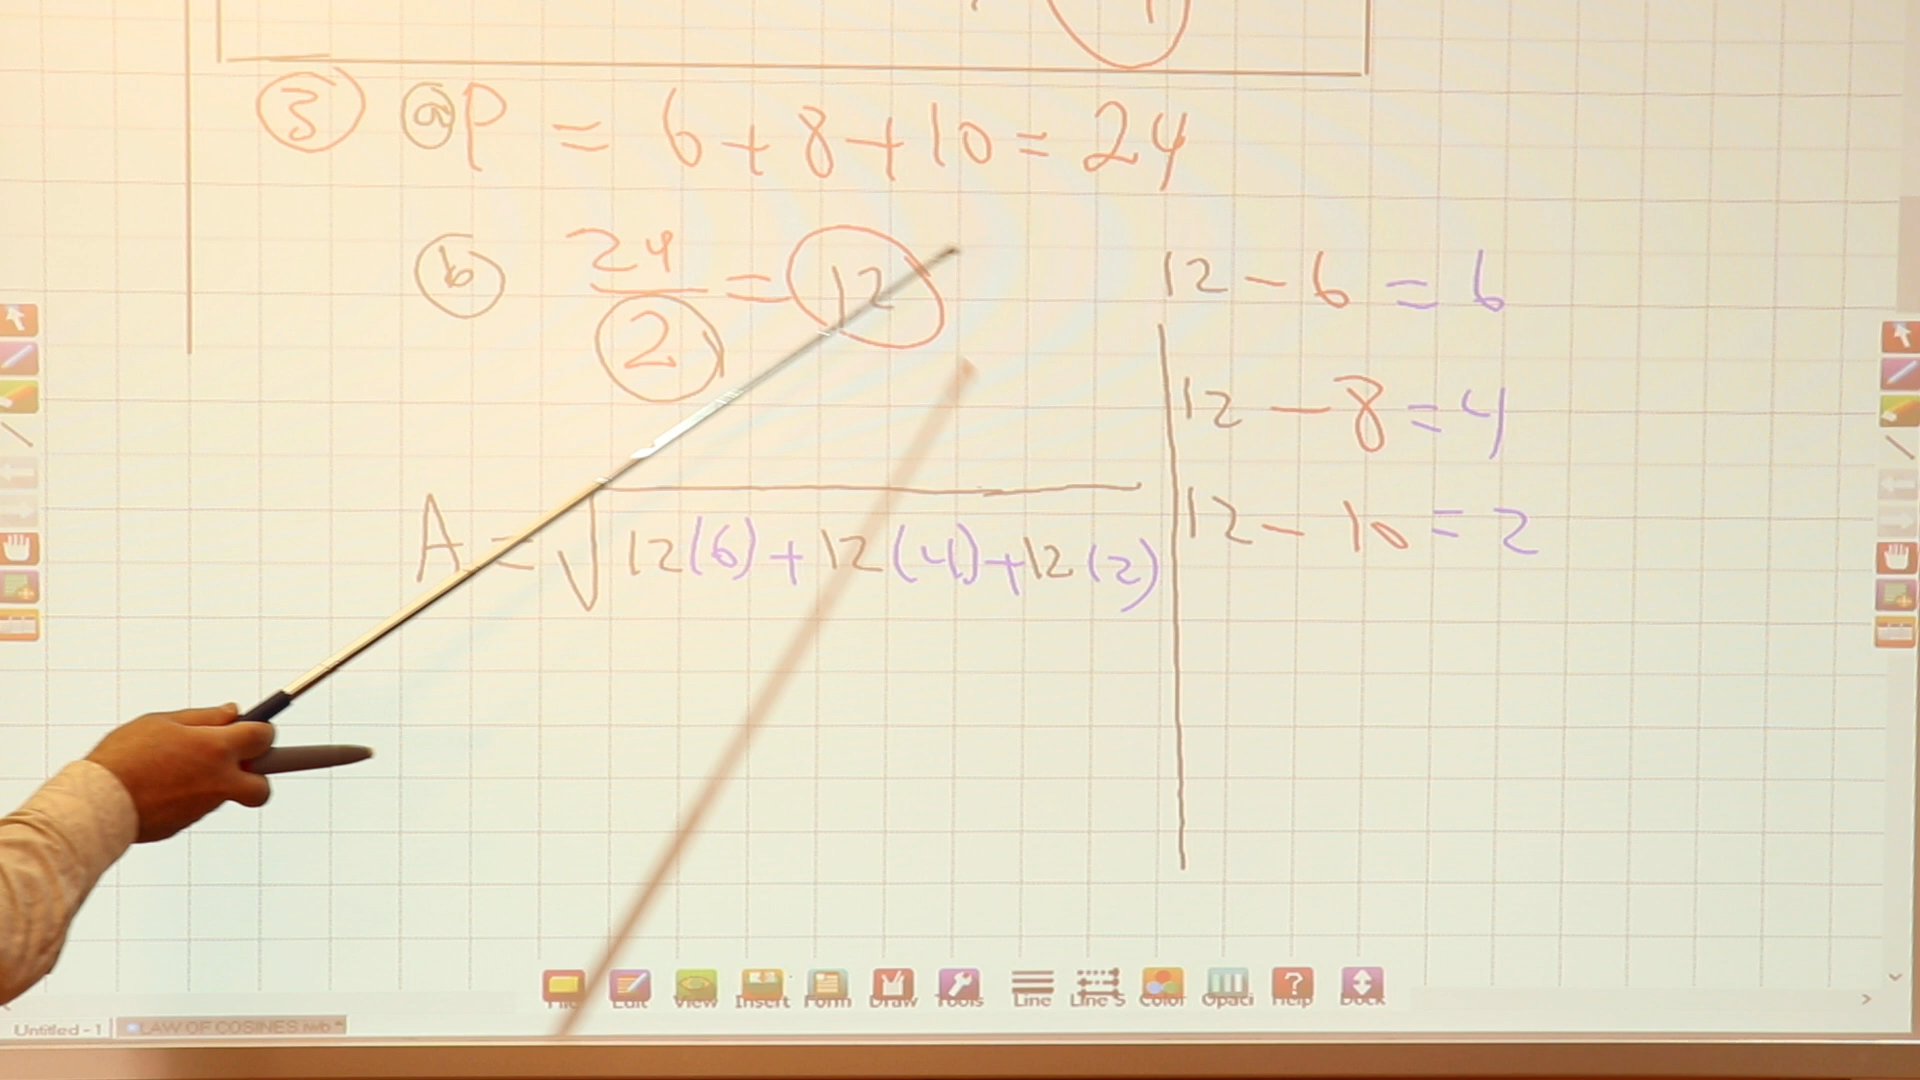 ③ ⓐ P = 6 + 8 + 10 = 24
ⓑ 24/2 = 12
12 - 6 = 6
12 - 8 = 4
12 - 10 = 2
A = √12(6) + 12(4) + 12(2)
File Edit View Insert Form Draw Tools Line Line S Color Opaci Help Dock
Untitled - 1 LAW OF COSINES iwb *